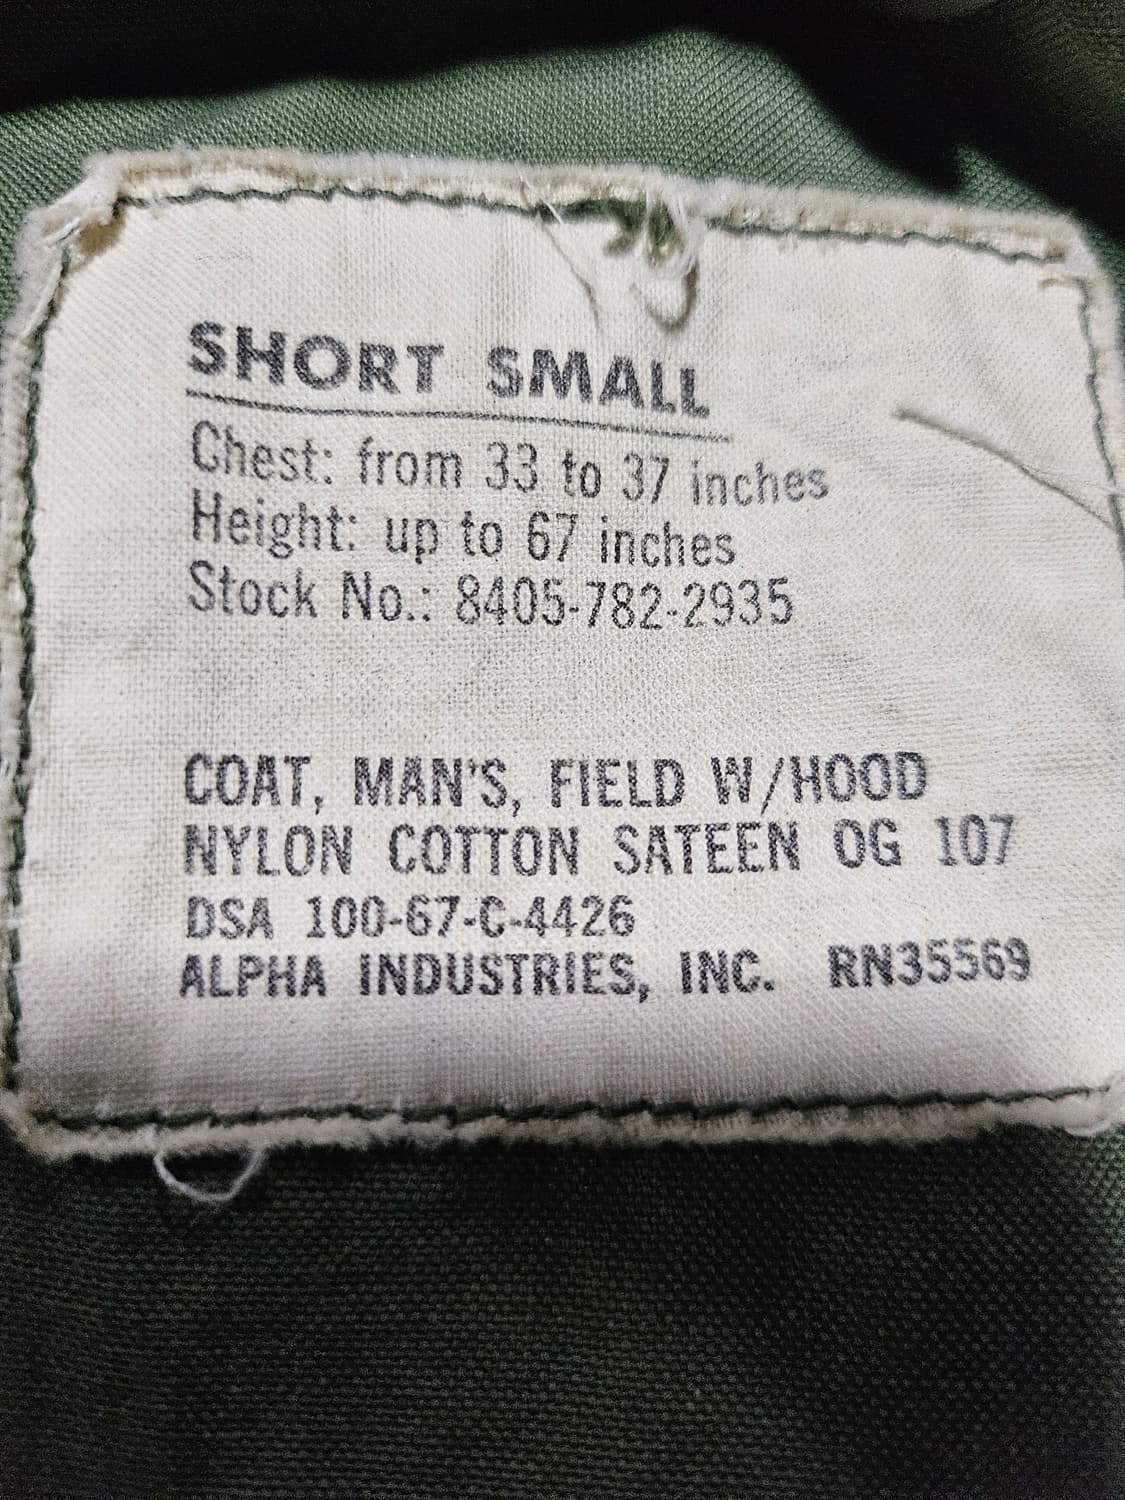 SHORT SMALL
Chest: from 33 to 37 inches
Height: up to 67 inches
Stock No.: 8405-782-2935
COAT, MAN'S, FIELD W/HOOD
NYLON COTTON SATEEN OG 107
DSA 100-67-C-4426
ALPHA INDUSTRIES, INC. RN35569